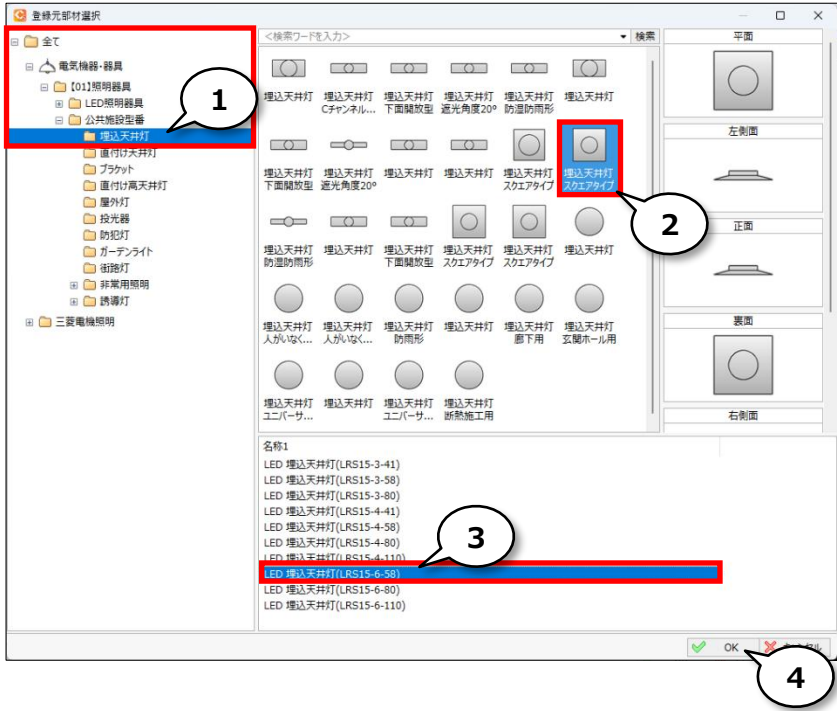 登録元部材選択
全て
電気機器・器具
【01】照明器具
LED照明器具
公共施設型番
埋込天井灯
直付け天井灯
ブラケット
直付け高天井灯
屋外灯
投光器
防犯灯
ガーデンライト
街路灯
非常用照明
誘導灯
三菱電機照明
1
<検索ワードを入力>
検索
埋込天井灯 埋込天井灯 埋込天井灯 埋込天井灯 埋込天井灯 埋込天井灯
Cチャンネル... 下面開放型 遮光角度20° 防湿防雨形
埋込天井灯 埋込天井灯 埋込天井灯 埋込天井灯 埋込天井灯 埋込天井灯
下面開放型 遮光角度20° スクエアタイプ スクエアタイプ
2
埋込天井灯 埋込天井灯 埋込天井灯 埋込天井灯 埋込天井灯 埋込天井灯
防湿防雨形 下面開放型 スクエアタイプ スクエアタイプ
埋込天井灯 埋込天井灯 埋込天井灯 埋込天井灯 埋込天井灯 埋込天井灯
人がいなく... 人がいなく... 防雨形 廊下用 玄関ホール用
埋込天井灯 埋込天井灯 埋込天井灯 埋込天井灯
ユニバーサ... ユニバーサ... 断熱施工用
平面
左側面
正面
裏面
右側面
名称1
LED 埋込天井灯(LRS15-3-41)
LED 埋込天井灯(LRS15-3-58)
LED 埋込天井灯(LRS15-3-80)
LED 埋込天井灯(LRS15-4-41)
LED 埋込天井灯(LRS15-4-58)
LED 埋込天井灯(LRS15-4-80)
LED 埋込天井灯(LRS15-4-110)
LED 埋込天井灯(LRS15-6-58)
LED 埋込天井灯(LRS15-6-80)
LED 埋込天井灯(LRS15-6-110)
3
OK
4